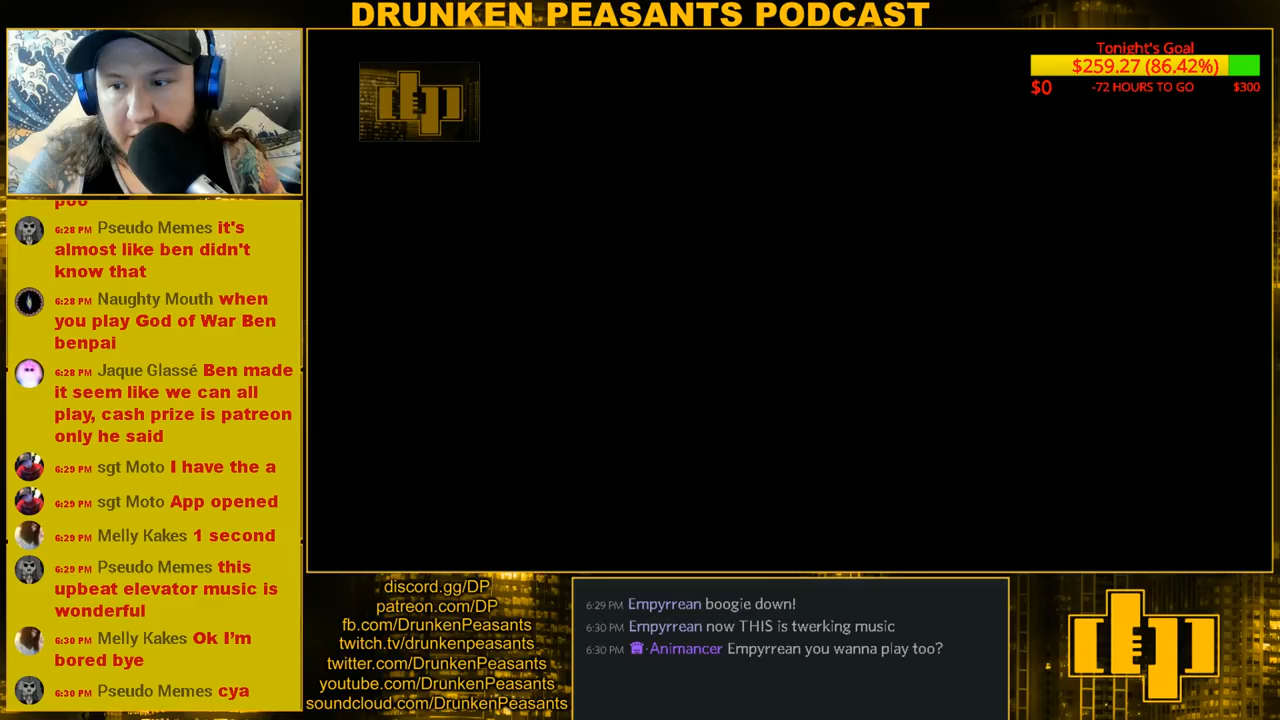 DRUNKEN PEASANTS PODCAST
Tonight's Goal
$259.27 (86.42%)
$0 -72 HOURS TO GO $300
poo
6:28 PM Pseudo Memes it's
almost like ben didn't
know that
6:28 PM Naughty Mouth when
you play God of War Ben
benpai
6:28 PM Jaque Glassé Ben made
it seem like we can all
play, cash prize is patreon
only he said
6:29 PM sgt Moto I have the a
6:29 PM sgt Moto App opened
6:29 PM Melly Kakes 1 second
6:29 PM Pseudo Memes this
upbeat elevator music is
wonderful
6:30 PM Melly Kakes Ok I'm
bored bye
6:30 PM Pseudo Memes cya
discord.gg/DP
patreon.com/DP
fb.com/DrunkenPeasants
twitch.tv/drunkenpeasants
twitter.com/DrunkenPeasants
youtube.com/DrunkenPeasants
soundcloud.com/DrunkenPeasants
6:29 PM Empyrrean boogie down!
6:30 PM Empyrrean now THIS is twerking music
6:30 PM Animancer Empyrrean you wanna play too?